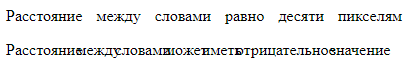 Расстояние между словами равно десяти пикселям
Расстояние между словами может иметь отрицательное значение